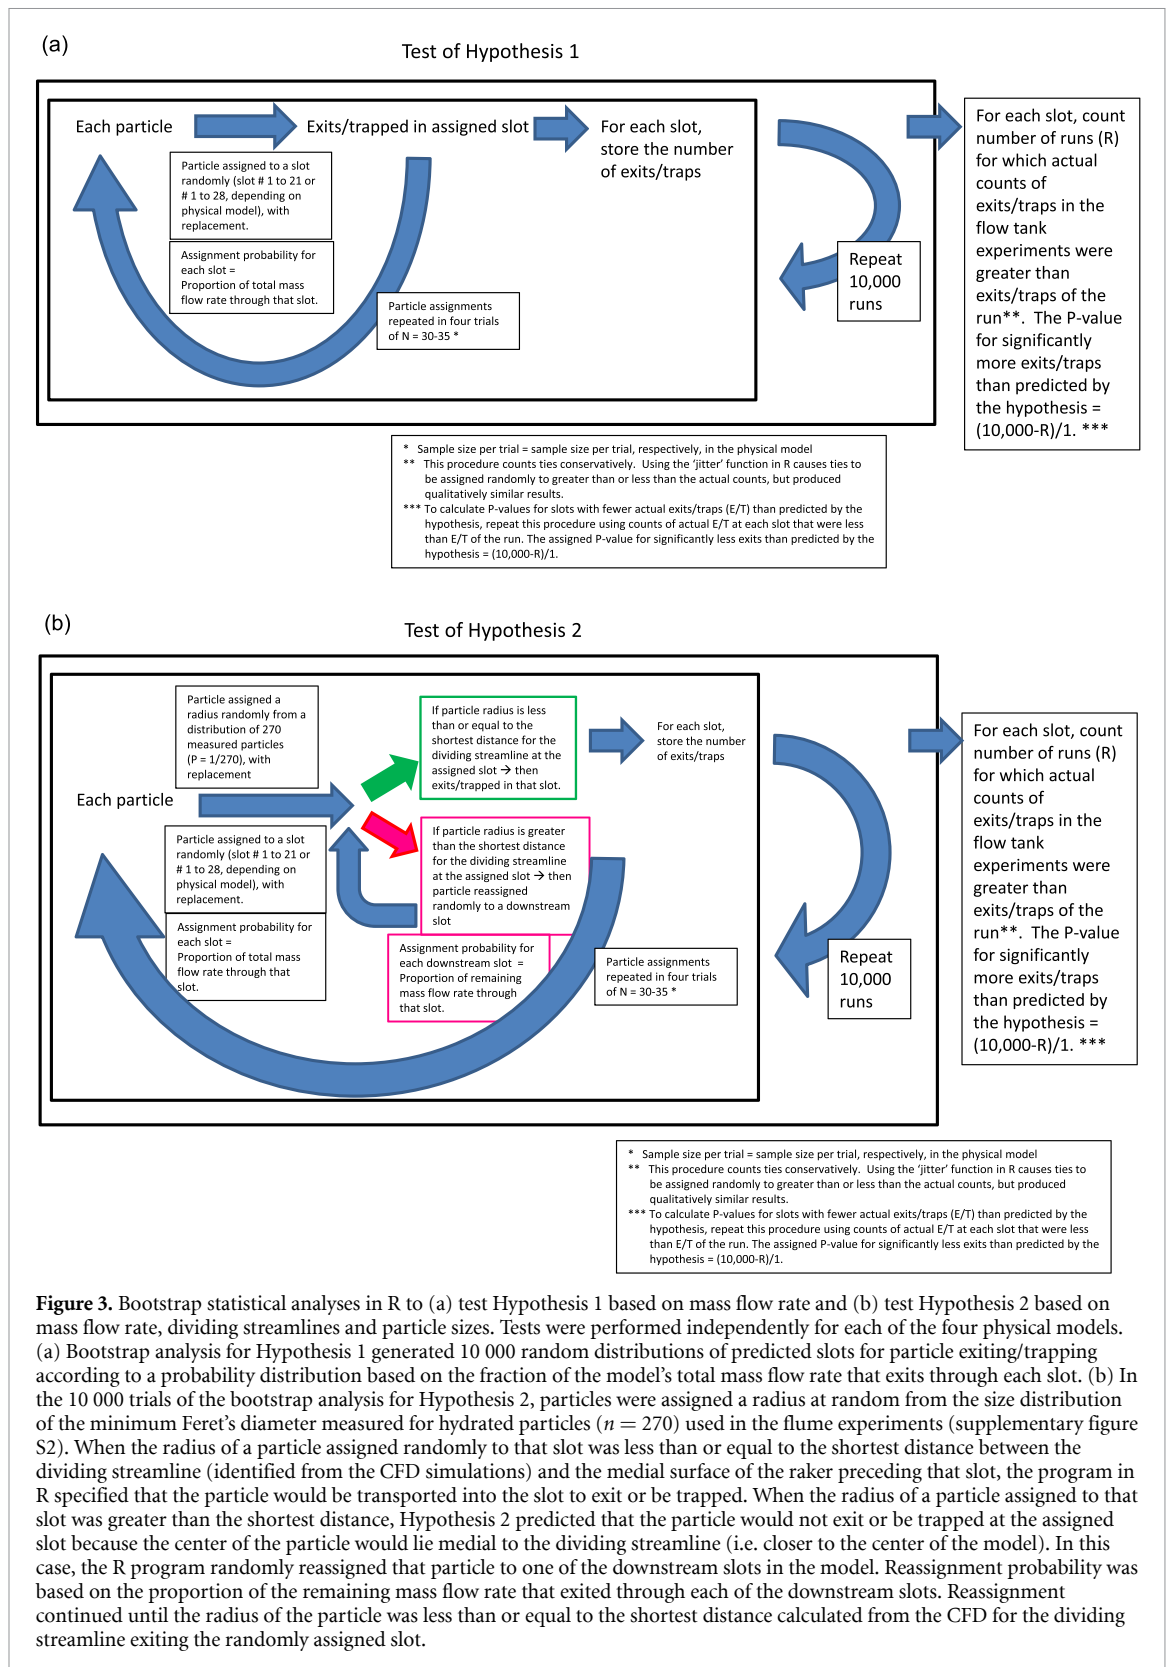 (a)
Test of Hypothesis 1
Each particle
Exits/trapped in assigned slot
For each slot,
store the number
of exits/traps
Particle assigned to a slot
randomly (slot # 1 to 21 or
# 1 to 28, depending on
physical model), with
replacement.
Assignment probability for
each slot =
Proportion of total mass
flow rate through that slot.
Particle assignments
repeated in four trials
of N = 30-35 *
Repeat
10,000
runs
For each slot, count
number of runs (R)
for which actual
counts of
exits/traps in the
flow tank
experiments were
greater than
exits/traps of the
run**. The P-value
for significantly
more exits/traps
than predicted by
the hypothesis =
(10,000-R)/1. ***
* Sample size per trial = sample size per trial, respectively, in the physical model
** This procedure counts ties conservatively. Using the ‘jitter’ function in R causes ties to
be assigned randomly to greater than or less than the actual counts, but produced
qualitatively similar results.
*** To calculate P-values for slots with fewer actual exits/traps (E/T) than predicted by the
hypothesis, repeat this procedure using counts of actual E/T at each slot that were less
than E/T of the run. The assigned P-value for significantly less exits than predicted by the
hypothesis = (10,000-R)/1.
(b)
Test of Hypothesis 2
Particle assigned a
radius randomly from a
distribution of 270
measured particles
(P = 1/270), with
replacement
Each particle
Particle assigned to a slot
randomly (slot # 1 to 21 or
# 1 to 28, depending on
physical model), with
replacement.
Assignment probability for
each slot =
Proportion of total mass
flow rate through that
slot.
If particle radius is less
than or equal to the
shortest distance for the
dividing streamline at the
assigned slot → then
exits/trapped in that slot.
If particle radius is greater
than the shortest distance
for the dividing streamline
at the assigned slot → then
particle reassigned
randomly to a downstream
slot
Assignment probability for
each downstream slot =
Proportion of remaining
mass flow rate through
that slot.
For each slot,
store the number
of exits/traps
Particle assignments
repeated in four trials
of N = 30-35 *
Repeat
10,000
runs
For each slot, count
number of runs (R)
for which actual
counts of
exits/traps in the
flow tank
experiments were
greater than
exits/traps of the
run**. The P-value
for significantly
more exits/traps
than predicted by
the hypothesis =
(10,000-R)/1. ***
* Sample size per trial = sample size per trial, respectively, in the physical model
** This procedure counts ties conservatively. Using the ‘jitter’ function in R causes ties to
be assigned randomly to greater than or less than the actual counts, but produced
qualitatively similar results.
*** To calculate P-values for slots with fewer actual exits/traps (E/T) than predicted by the
hypothesis, repeat this procedure using counts of actual E/T at each slot that were less
than E/T of the run. The assigned P-value for significantly less exits than predicted by the
hypothesis = (10,000-R)/1.
Figure 3. Bootstrap statistical analyses in R to (a) test Hypothesis 1 based on mass flow rate and (b) test Hypothesis 2 based on
mass flow rate, dividing streamlines and particle sizes. Tests were performed independently for each of the four physical models.
(a) Bootstrap analysis for Hypothesis 1 generated 10 000 random distributions of predicted slots for particle exiting/trapping
according to a probability distribution based on the fraction of the model’s total mass flow rate that exits through each slot. (b) In
the 10 000 trials of the bootstrap analysis for Hypothesis 2, particles were assigned a radius at random from the size distribution
of the minimum Feret’s diameter measured for hydrated particles (n = 270) used in the flume experiments (supplementary figure
S2). When the radius of a particle assigned randomly to that slot was less than or equal to the shortest distance between the
dividing streamline (identified from the CFD simulations) and the medial surface of the raker preceding that slot, the program in
R specified that the particle would be transported into the slot to exit or be trapped. When the radius of a particle assigned to that
slot was greater than the shortest distance, Hypothesis 2 predicted that the particle would not exit or be trapped at the assigned
slot because the center of the particle would lie medial to the dividing streamline (i.e. closer to the center of the model). In this
case, the R program randomly reassigned that particle to one of the downstream slots in the model. Reassignment probability was
based on the proportion of the remaining mass flow rate that exited through each of the downstream slots. Reassignment
continued until the radius of the particle was less than or equal to the shortest distance calculated from the CFD for the dividing
streamline exiting the randomly assigned slot.